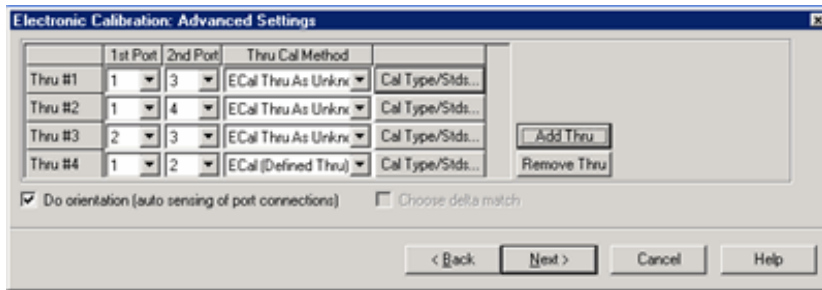 Electronic Calibration: Advanced Settings
1st Port 2nd Port Thru Cal Method
Thru #1 1 3 ECal Thru As Unkno Cal Type/Stds...
Thru #2 1 4 ECal Thru As Unkno Cal Type/Stds...
Thru #3 2 3 ECal Thru As Unkno Cal Type/Stds... Add Thru
Thru #4 1 2 ECal (Defined Thru) Cal Type/Stds... Remove Thru
Do orientation (auto sensing of port connections) Choose delta match
< Back Next > Cancel Help